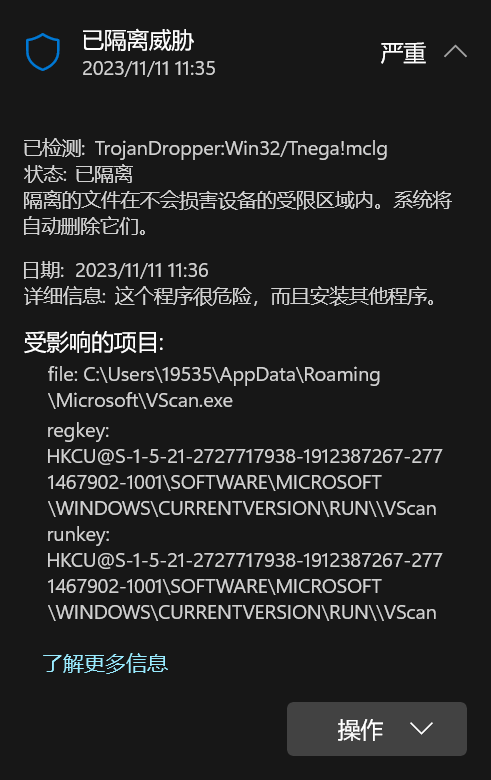 已隔离威胁
2023/11/11 11:35
严重
已检测: TrojanDropper:Win32/Tnega!mclg
状态: 已隔离
隔离的文件在不会损害设备的受限区域内。系统将
自动删除它们。
日期: 2023/11/11 11:36
详细信息: 这个程序很危险，而且安装其他程序。
受影响的项目:
file: C:\Users\19535\AppData\Roaming
\Microsoft\VScan.exe
regkey:
HKCU@S-1-5-21-2727717938-1912387267-277
1467902-1001\SOFTWARE\MICROSOFT
\WINDOWS\CURRENTVERSION\RUN\\VScan
runkey:
HKCU@S-1-5-21-2727717938-1912387267-277
1467902-1001\SOFTWARE\MICROSOFT
\WINDOWS\CURRENTVERSION\RUN\\VScan
了解更多信息
操作